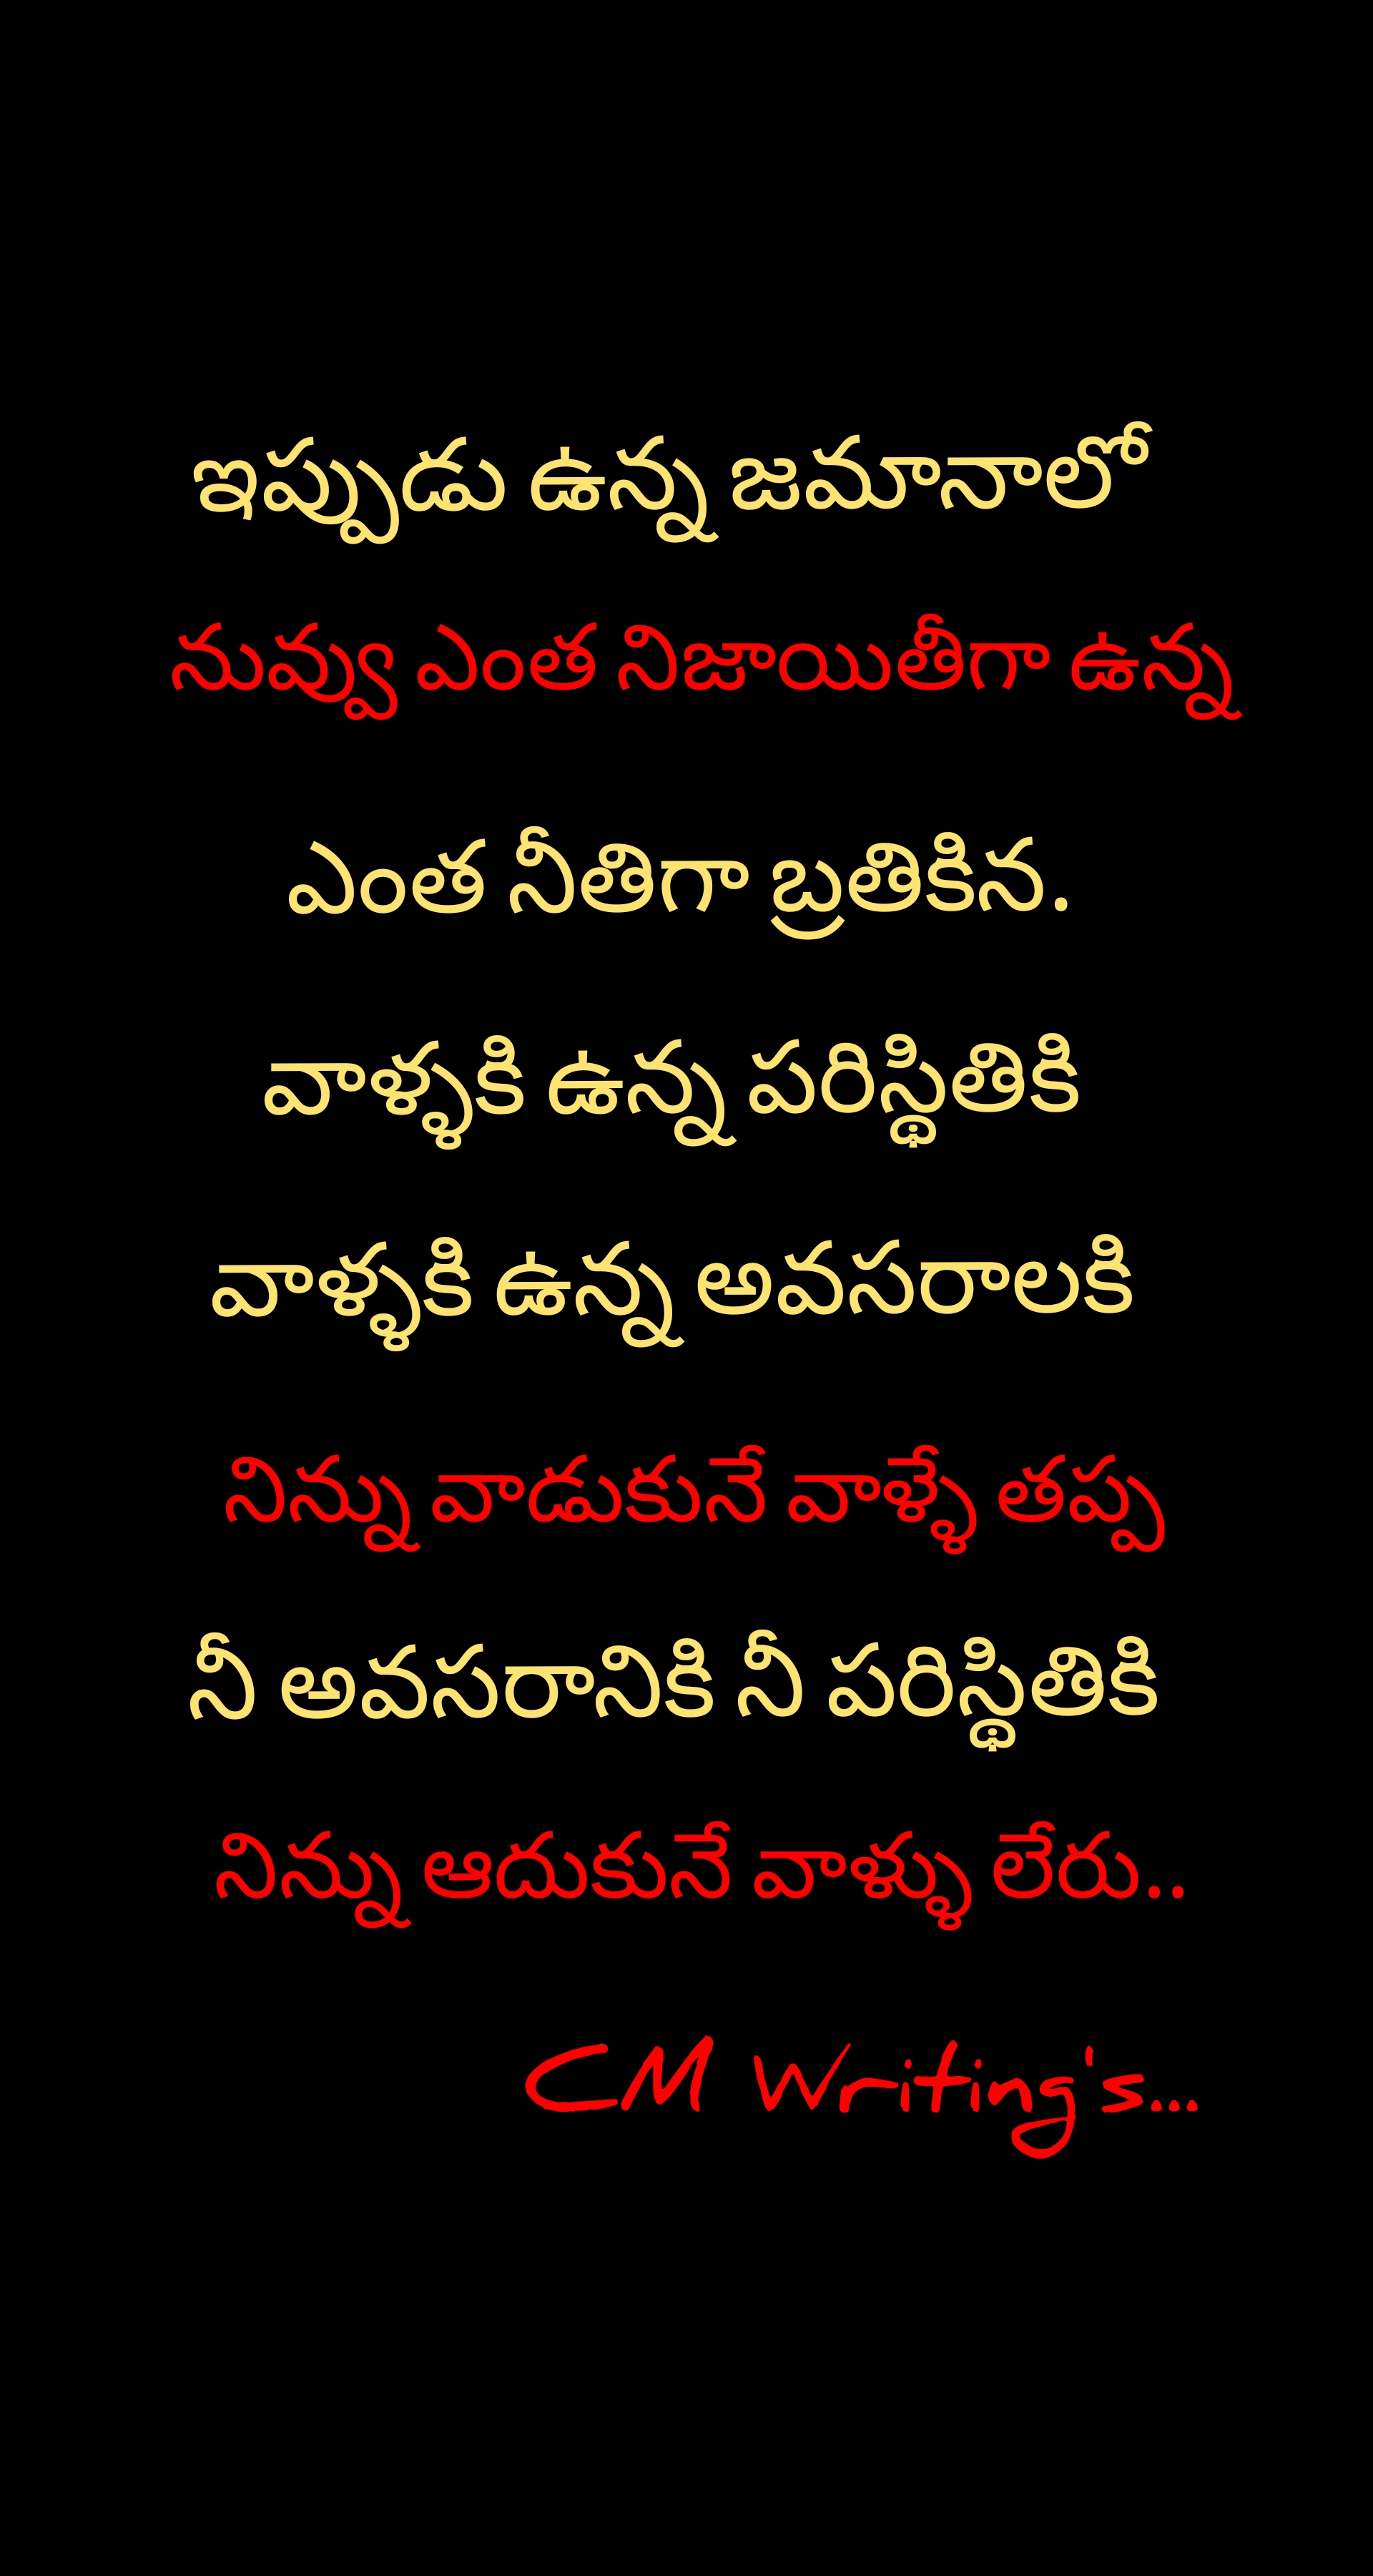 ఇప్పుడు ఉన్న జమానాలో
నువ్వు ఎంత నిజాయితీగా ఉన్న
ఎంత నీతిగా బ్రతికిన.
వాళ్ళకి ఉన్న పరిస్థితికి
వాళ్ళకి ఉన్న అవసరాలకి
నిన్ను వాడుకునే వాళ్ళే తప్ప
నీ అవసరానికి నీ పరిస్థితికి
నిన్ను ఆదుకునే వాళ్ళు లేరు..
CM Writing's...